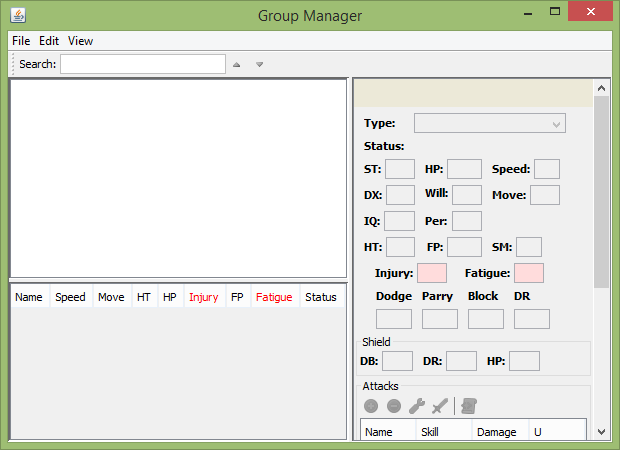 Group Manager
File Edit View
Search:
Type:
Status:
ST: HP: Speed:
DX: Will: Move:
IQ: Per:
HT: FP: SM:
Injury: Fatigue:
Dodge Parry Block DR
Shield
DB: DR: HP:
Attacks
Name Skill Damage U
Name Speed Move HT HP Injury FP Fatigue Status